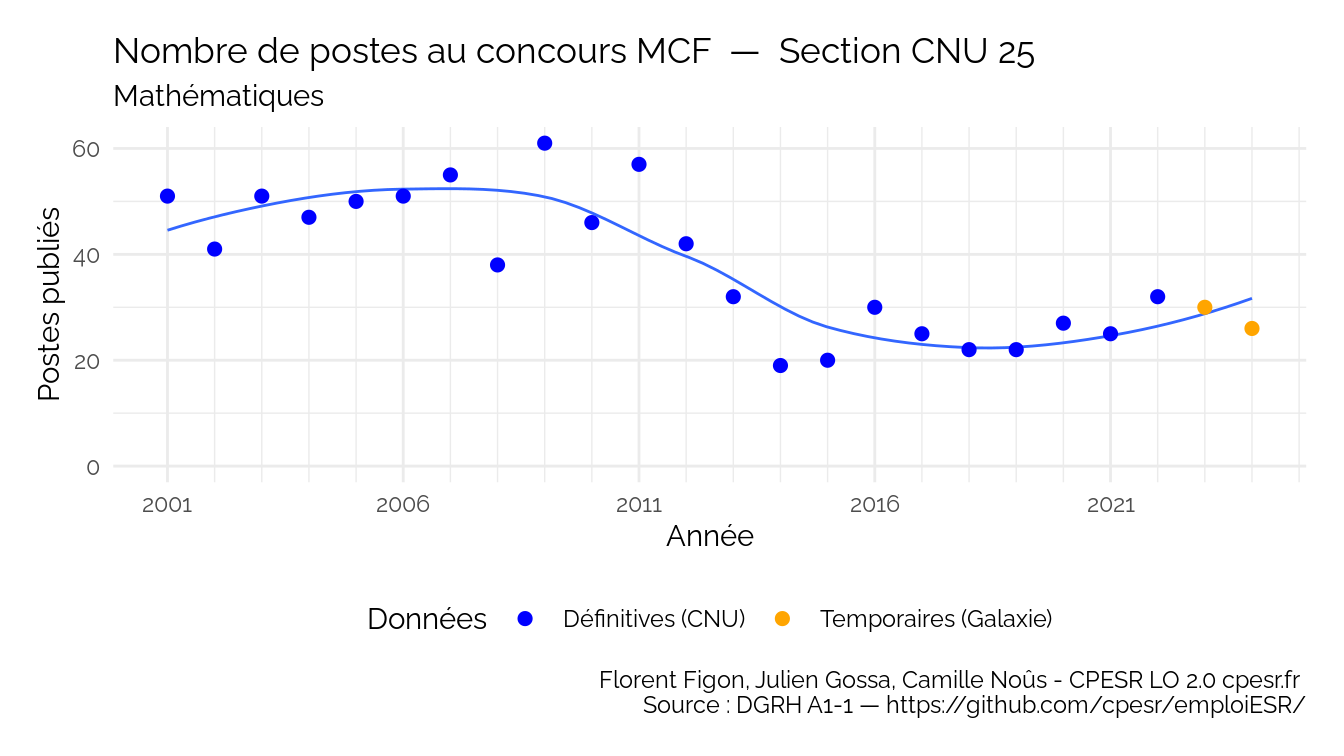 Nombre de postes au concours MCF — Section CNU 25
Mathématiques
Postes publiés
60
40
20
0
2001 2006 2011 2016 2021
Année
Données Définitives (CNU) Temporaires (Galaxie)
Florent Figon, Julien Gossa, Camille Noûs - CPESR LO 2.0 cpesr.fr
Source : DGRH A1-1 — https://github.com/cpesr/emploiESR/